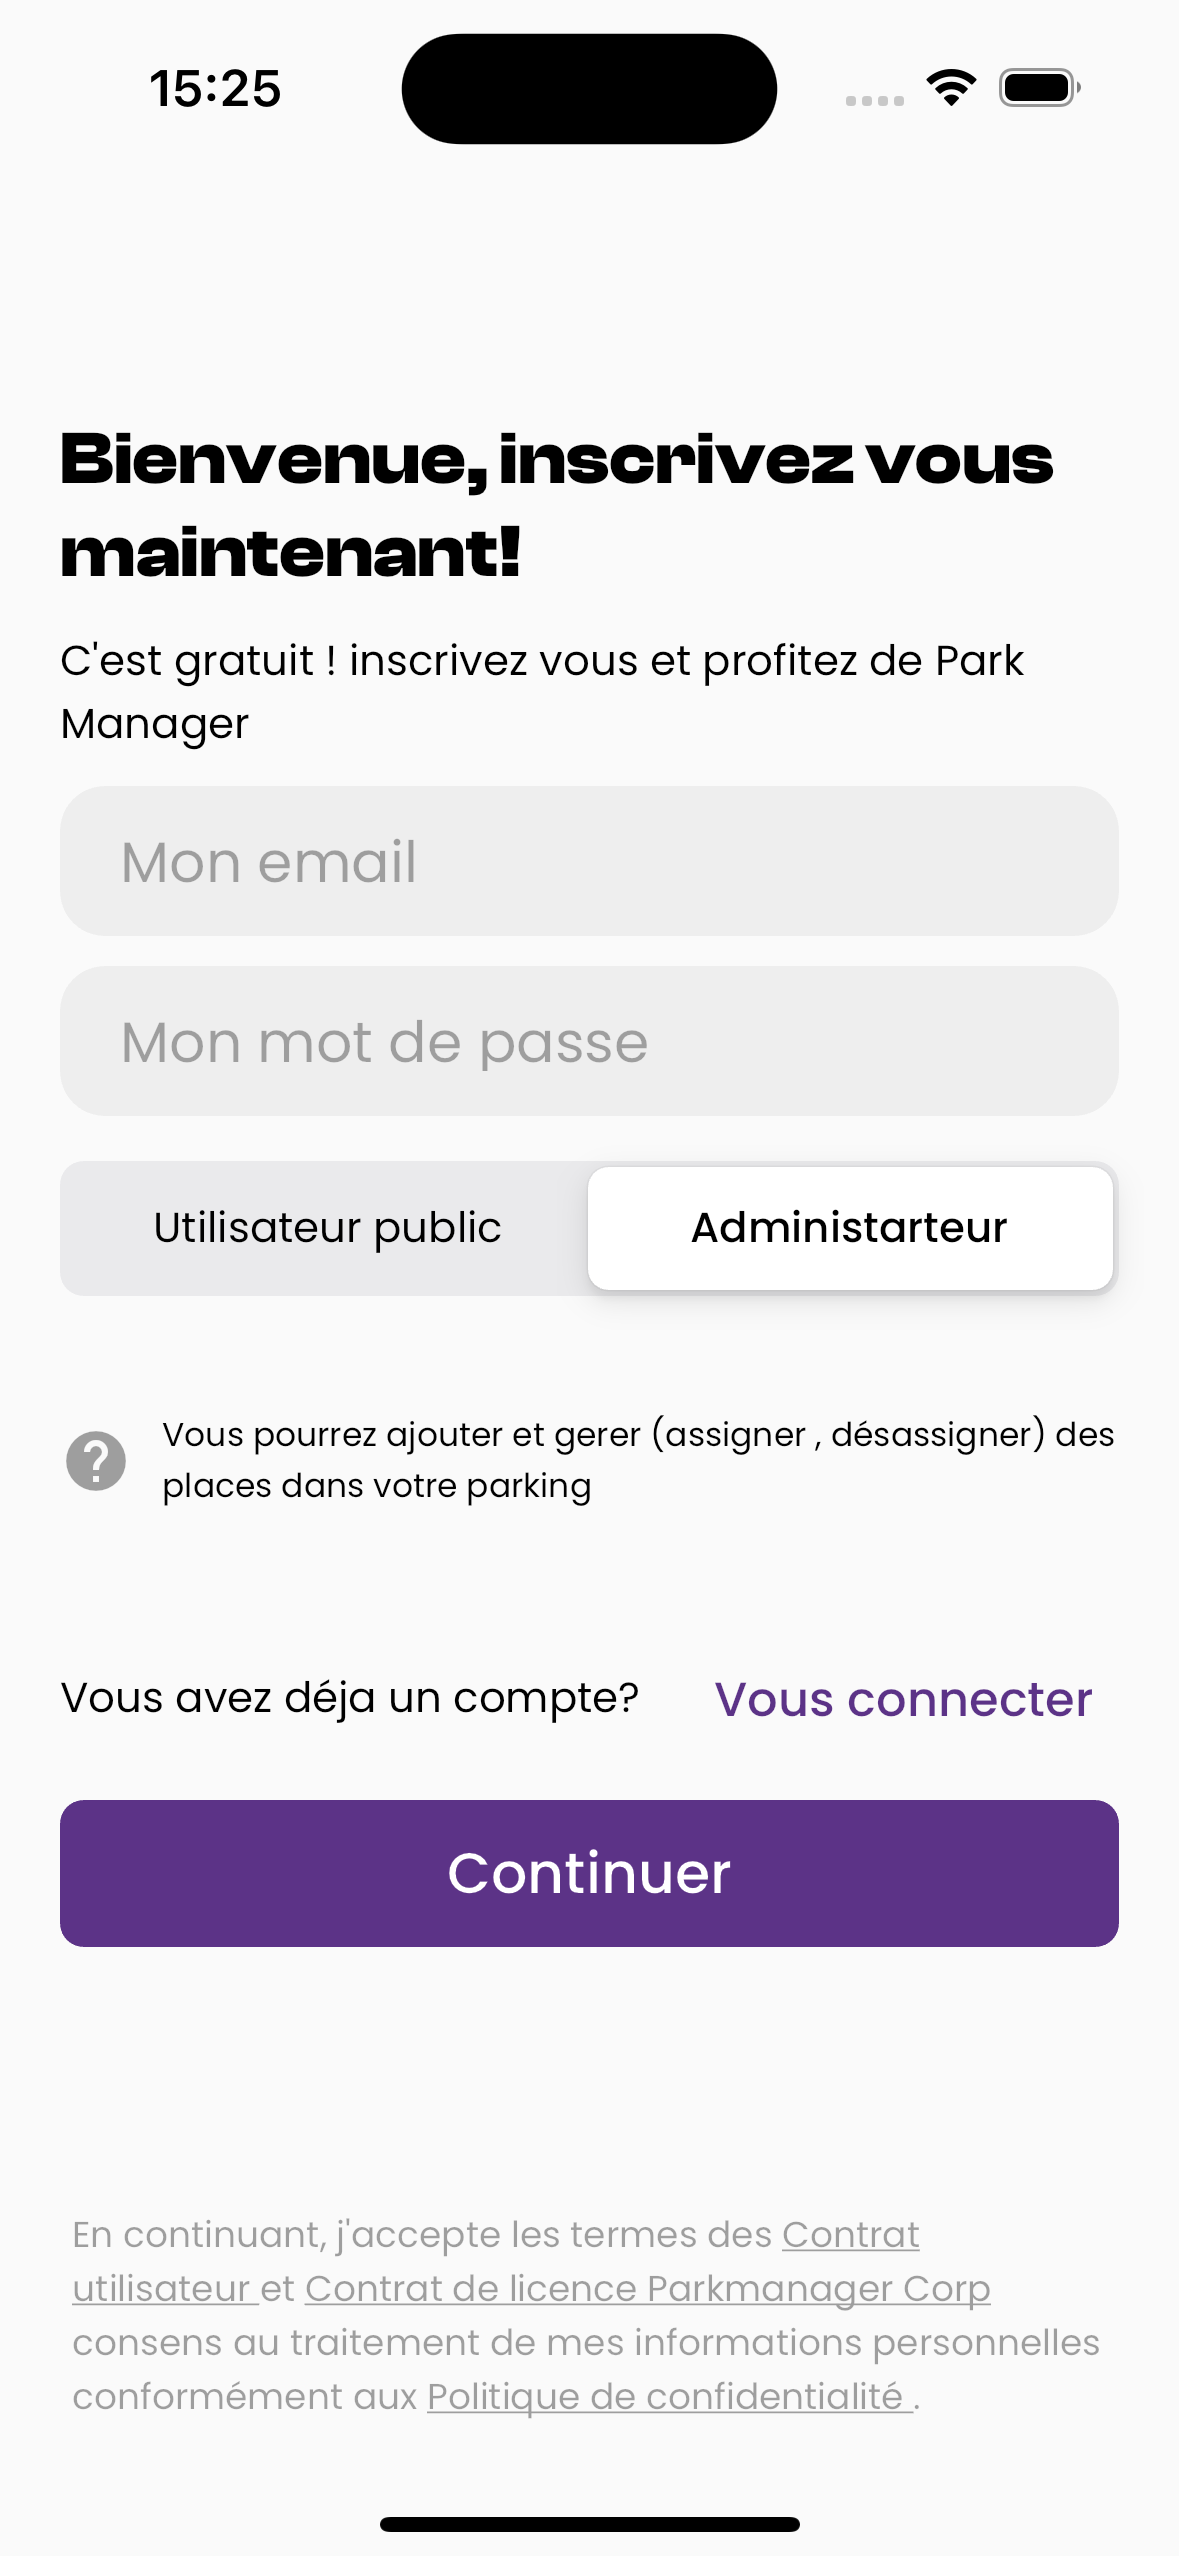 15:25
Bienvenue, inscrivez vous
maintenant!
C'est gratuit ! inscrivez vous et profitez de Park
Manager
Mon email
Mon mot de passe
Utilisateur public
Administarteur
Vous pourrez ajouter et gerer (assigner , désassigner) des
places dans votre parking
Vous avez déja un compte?
Vous connecter
Continuer
En continuant, j'accepte les termes des Contrat
utilisateur et Contrat de licence Parkmanager Corp
consens au traitement de mes informations personnelles
conformément aux Politique de confidentialité .